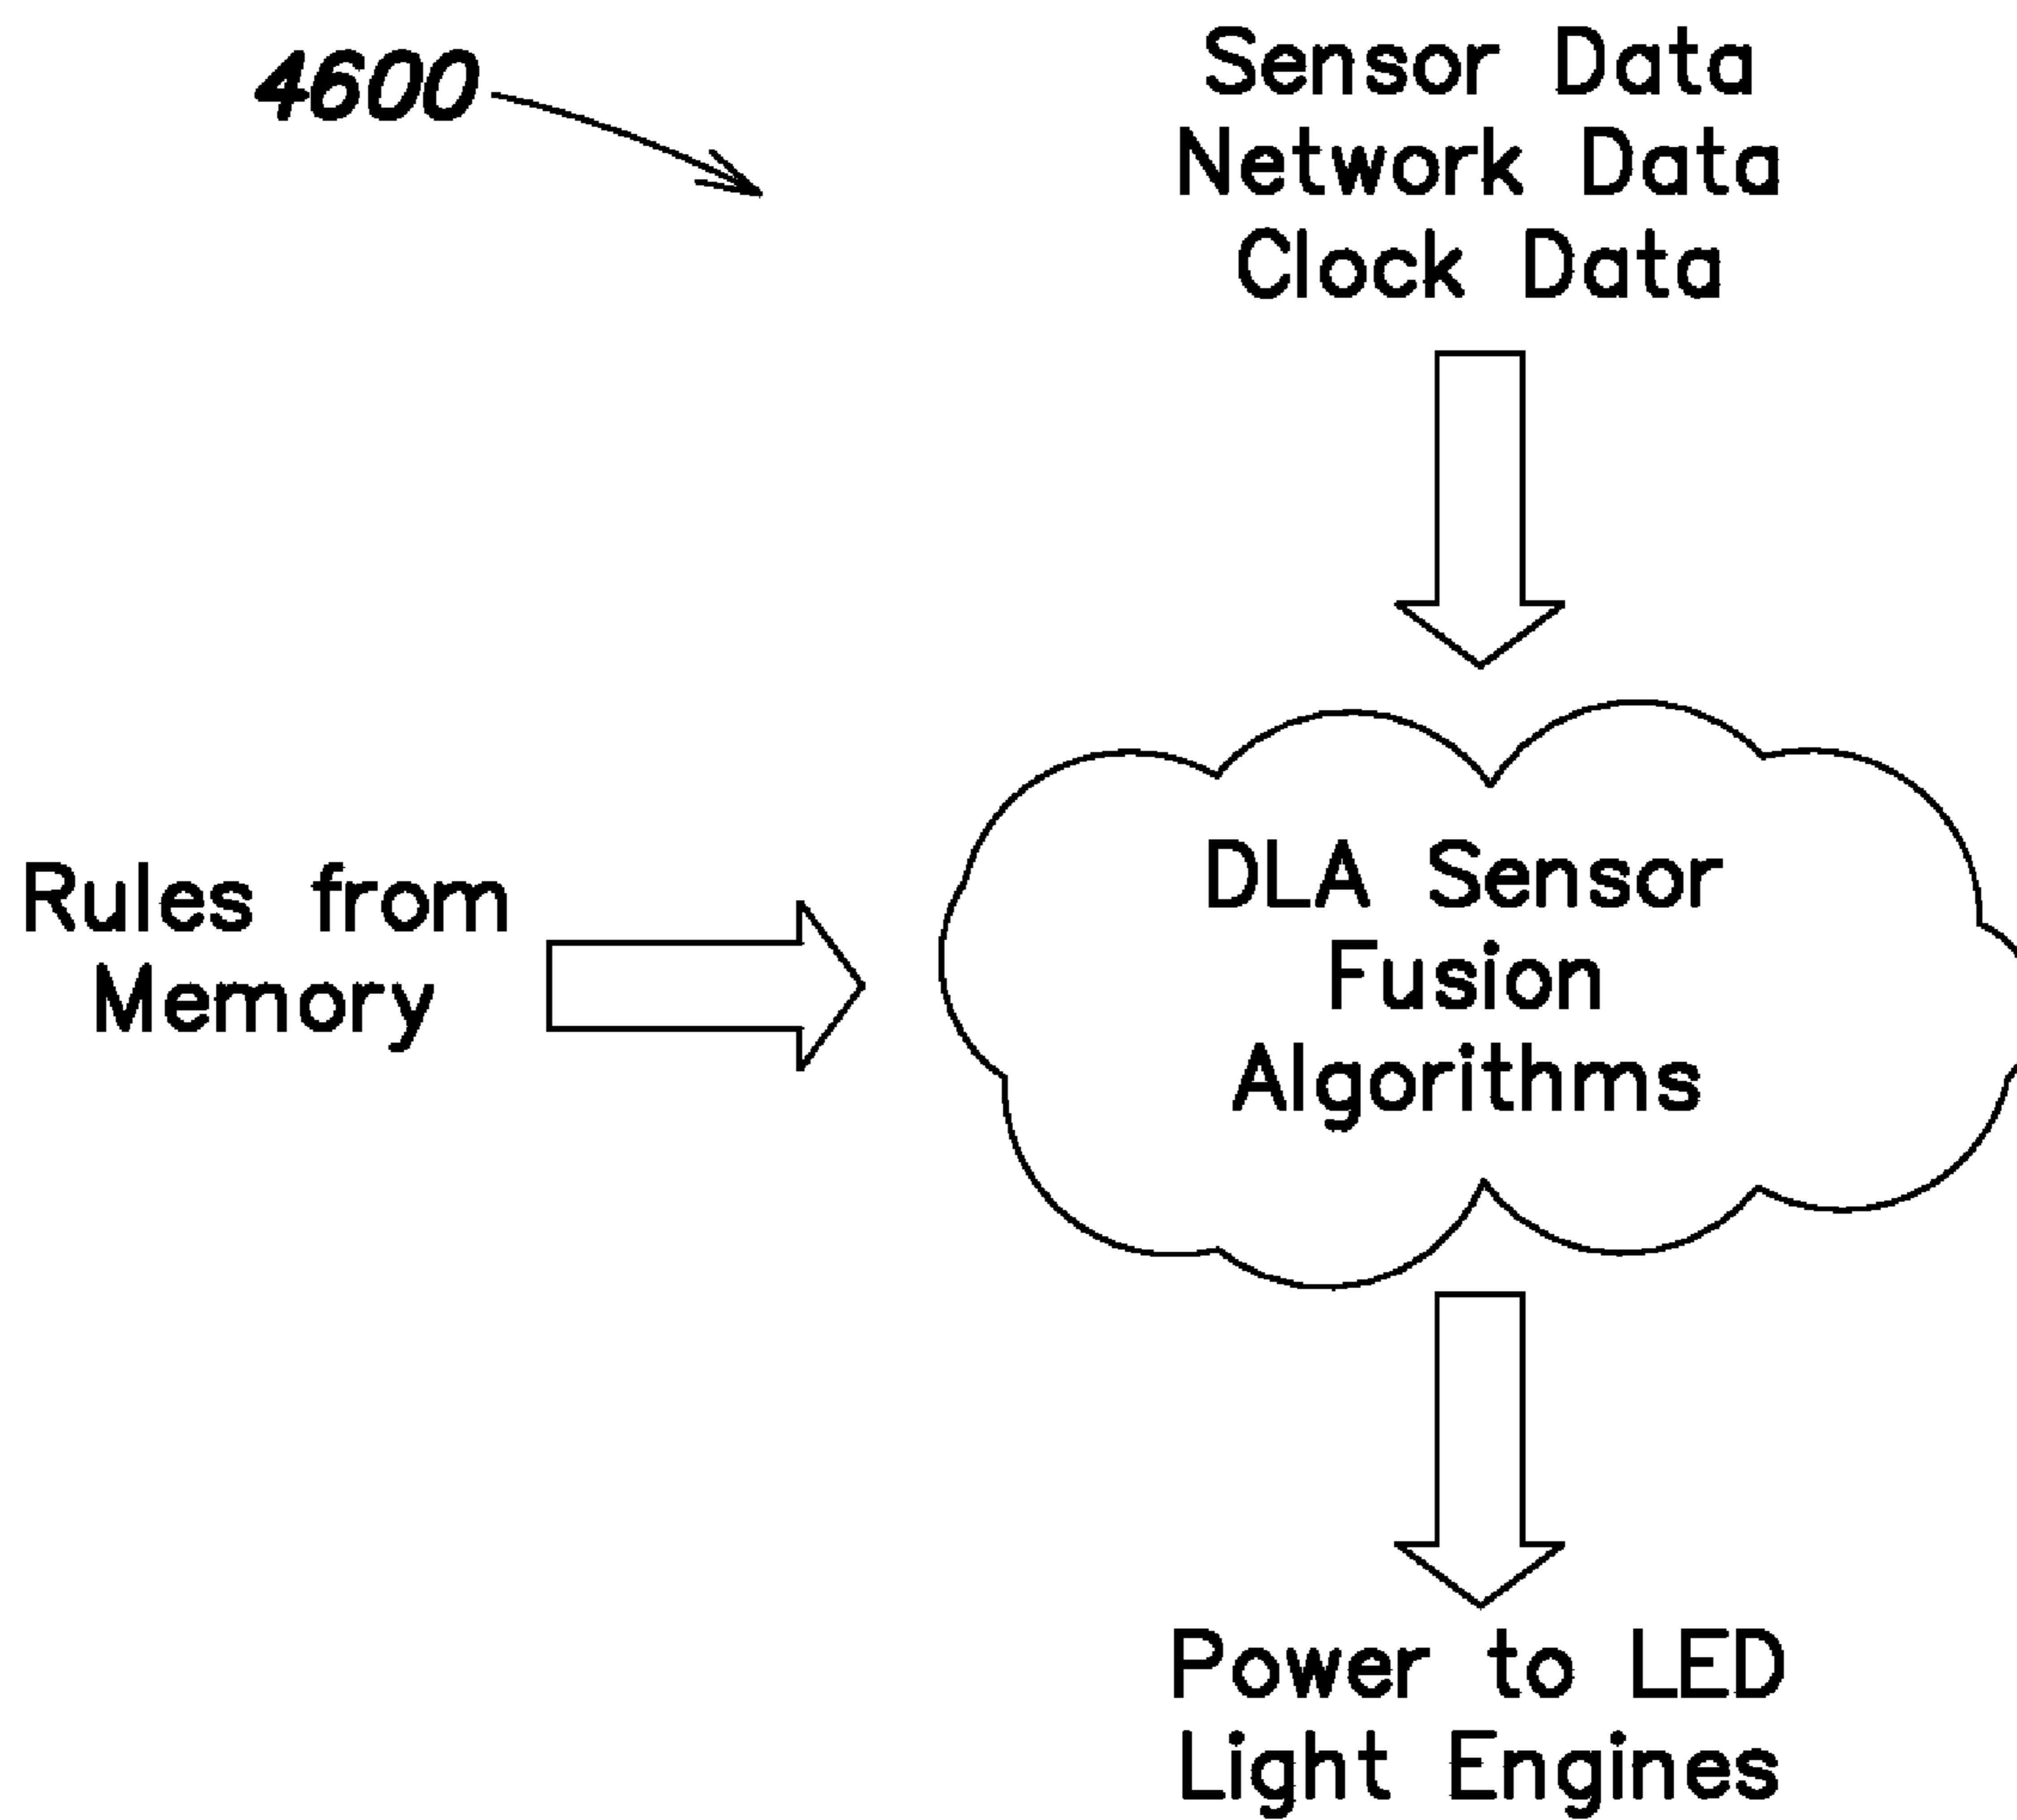 4600
Sensor Data
Network Data
Clock Data
Rules from
Memory
DLA Sensor
Fusion
Algorithms
Power to LED
Light Engines